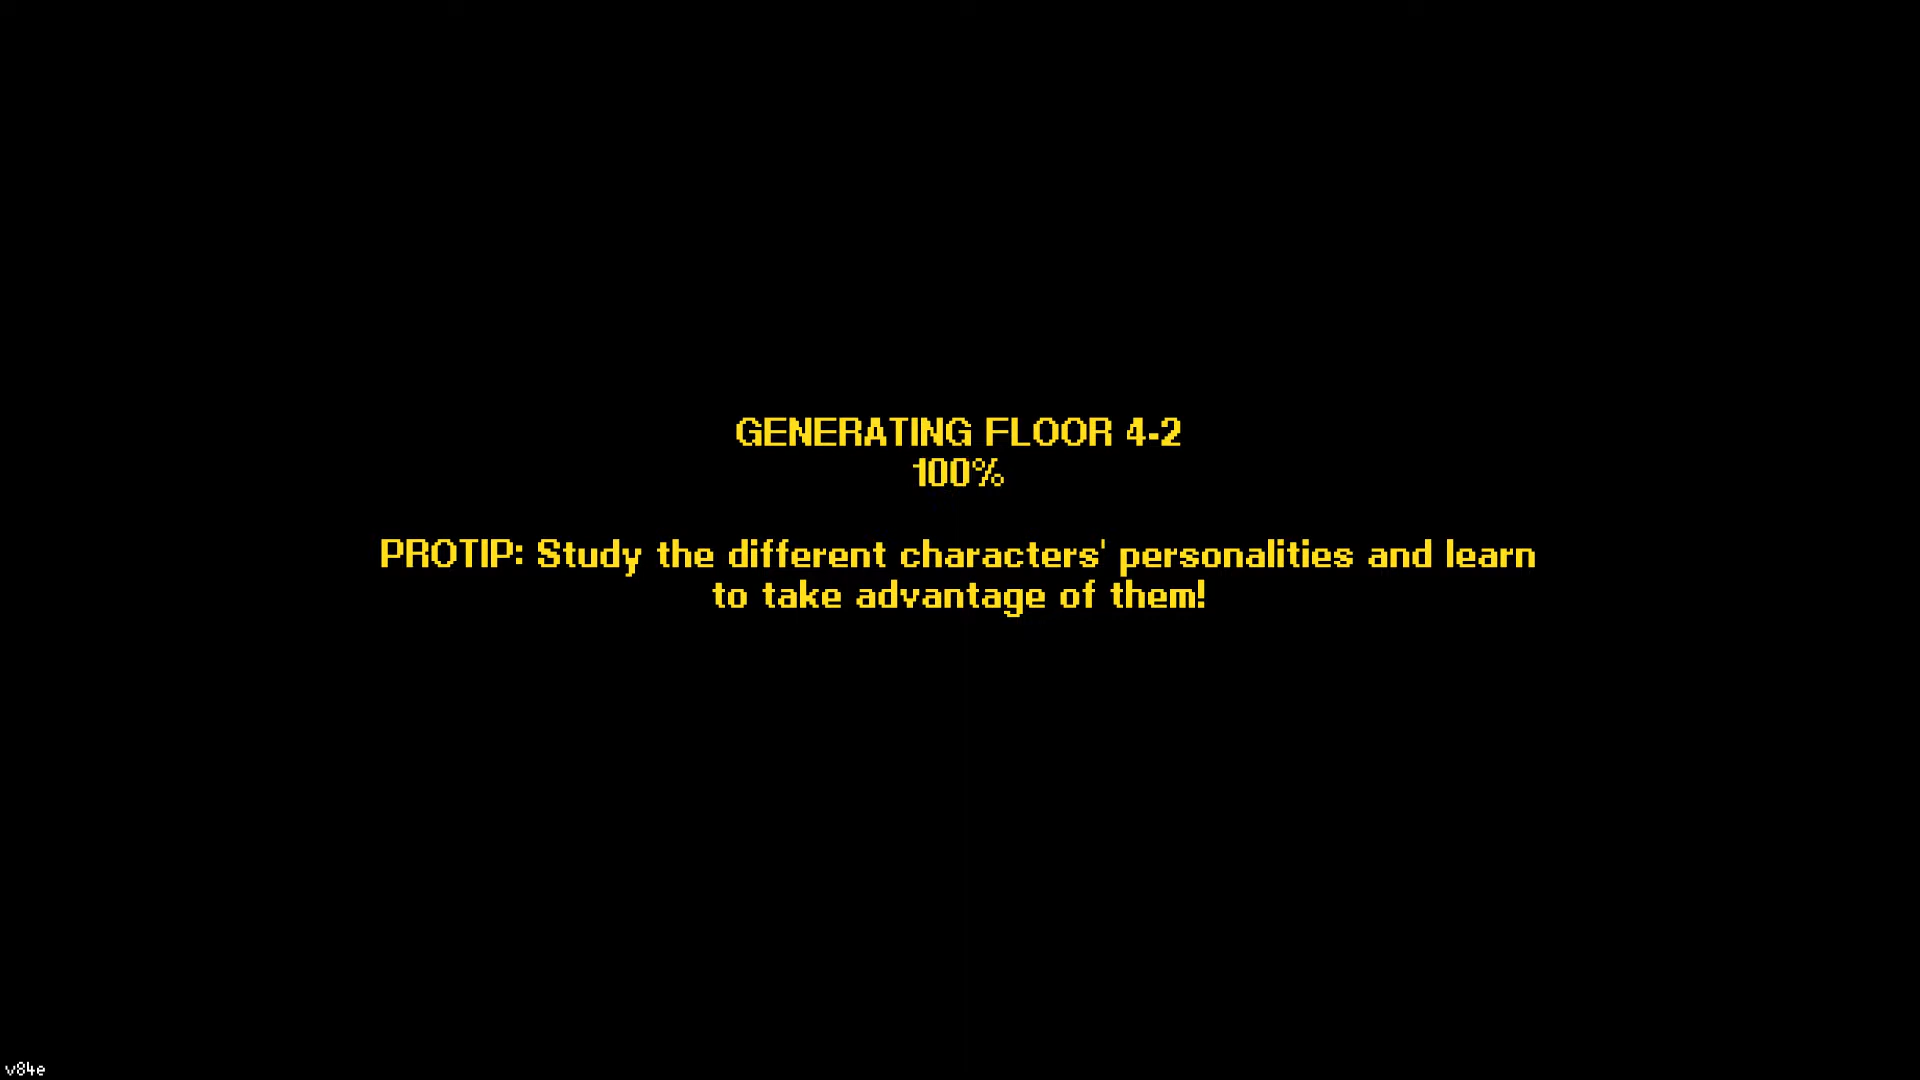 GENERATING FLOOR 4-2
100%
PROTIP: Study the different characters' personalities and learn
to take advantage of them!
v84e